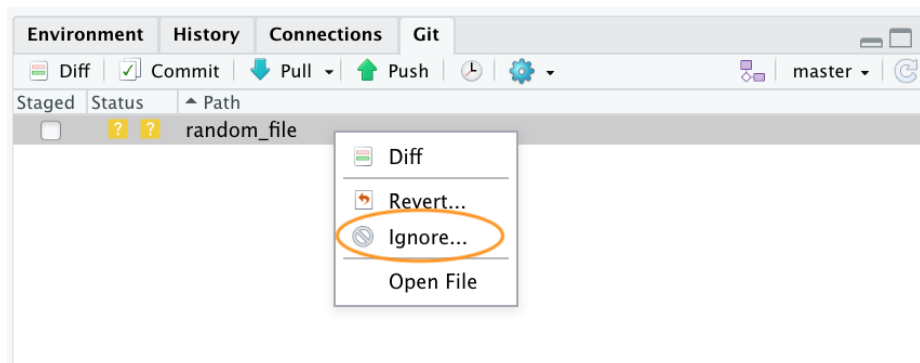 Environment History Connections Git
Diff Commit Pull Push master
Staged Status Path
? ? random_file
Diff
Revert...
Ignore...
Open File